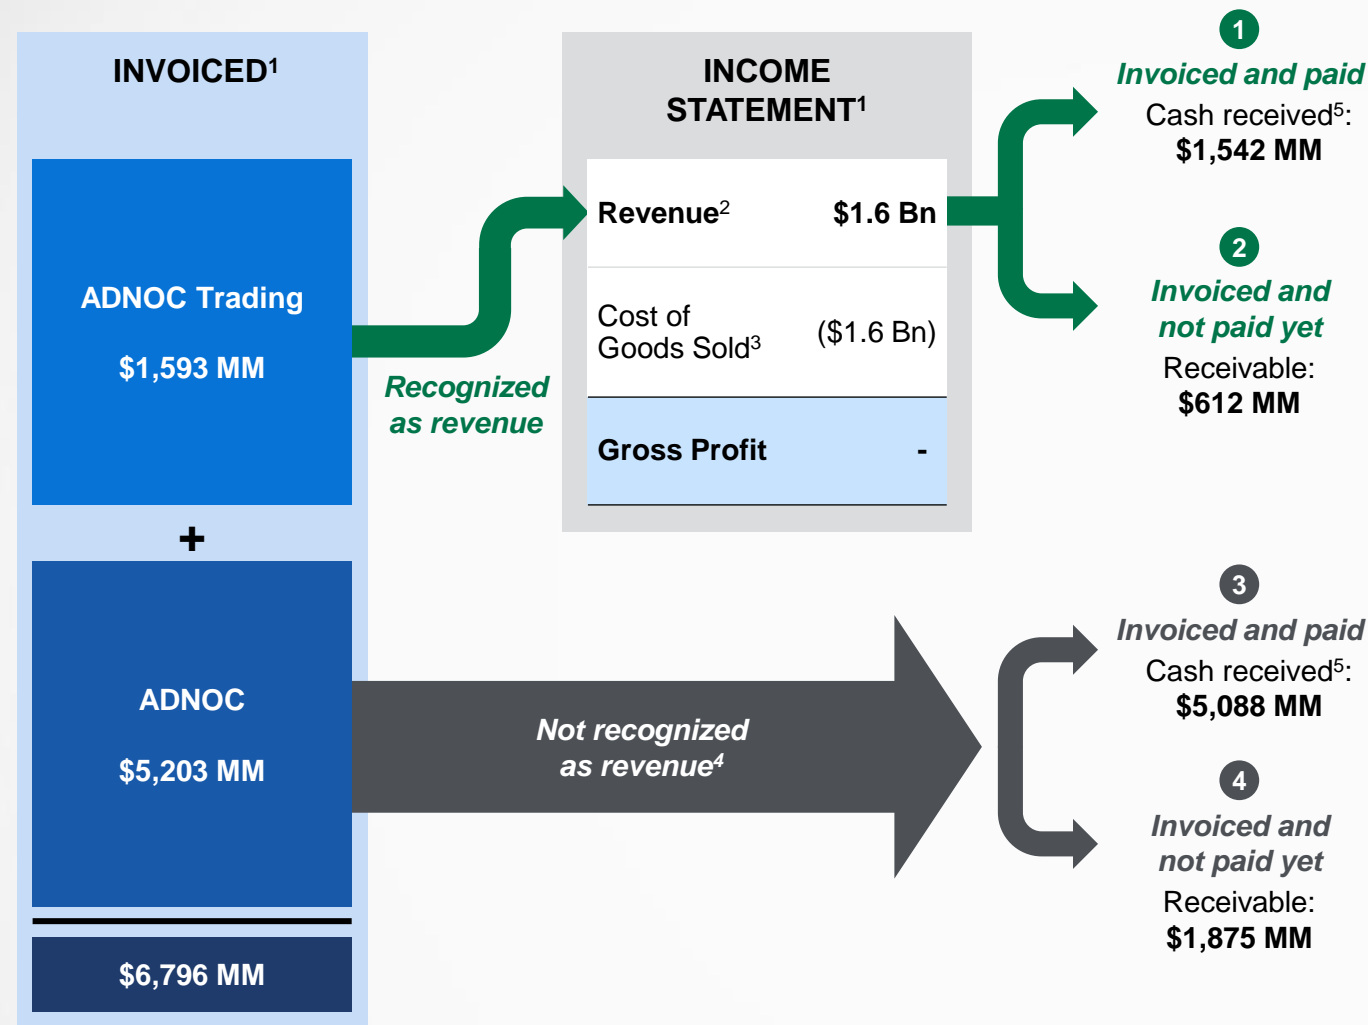 INVOICED¹
ADNOC Trading
$1,593 MM
+
ADNOC
$5,203 MM
$6,796 MM
Recognized
as revenue
INCOME
STATEMENT¹
Revenue² $1.6 Bn
Cost of
Goods Sold³ ($1.6 Bn)
Gross Profit -
Not recognized
as revenue⁴
1
Invoiced and paid
Cash received⁵:
$1,542 MM
2
Invoiced and
not paid yet
Receivable:
$612 MM
3
Invoiced and paid
Cash received⁵:
$5,088 MM
4
Invoiced and
not paid yet
Receivable:
$1,875 MM